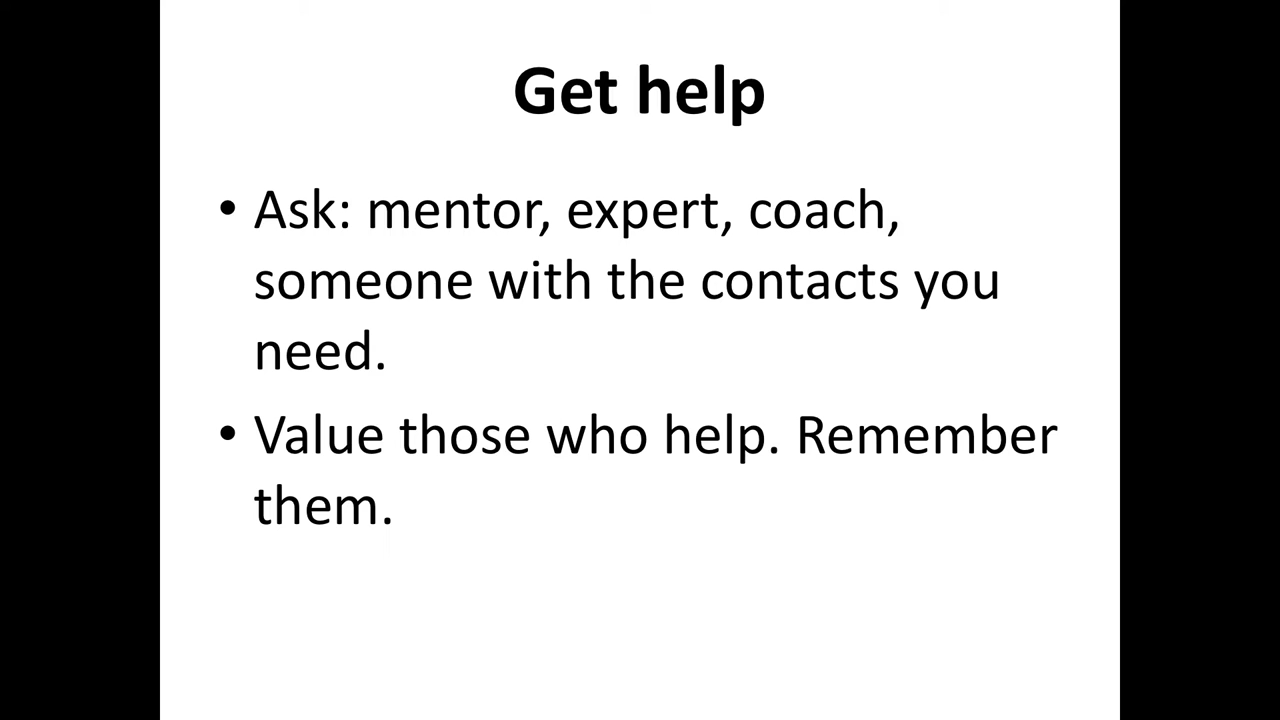 Get help
• Ask: mentor, expert, coach,
someone with the contacts you
need.
• Value those who help. Remember
them.